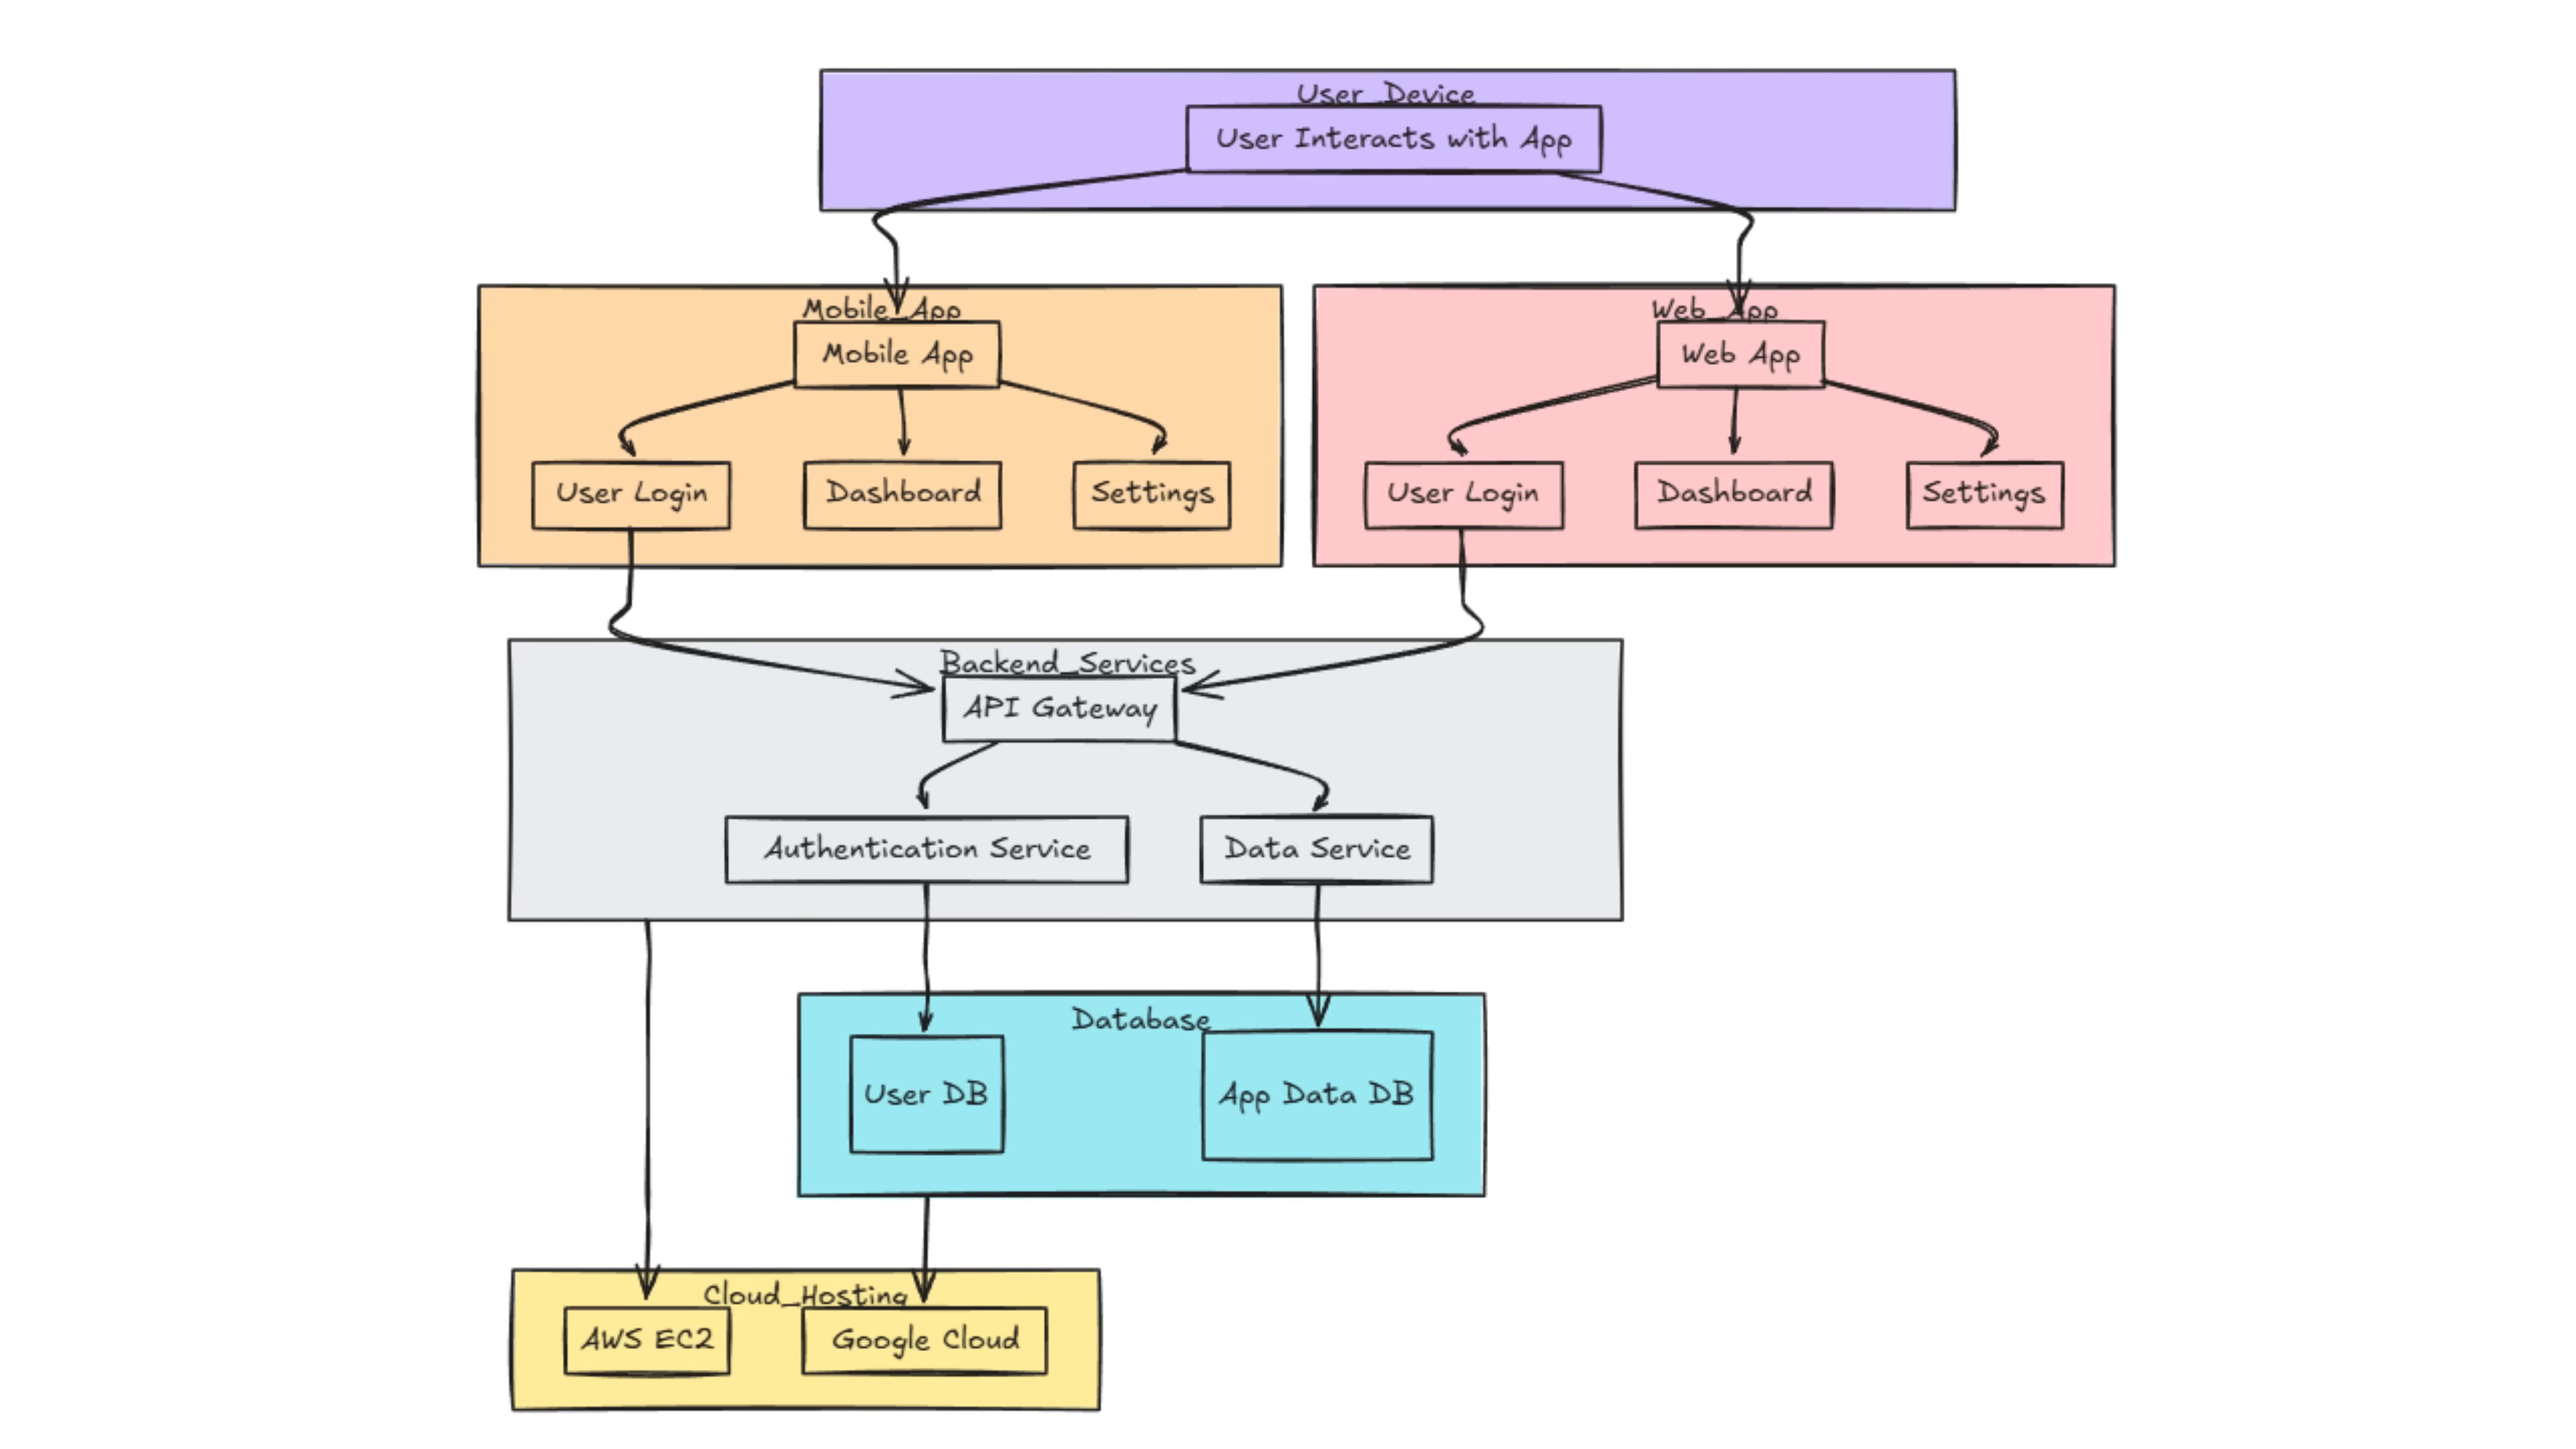 User_Device
User Interacts with App
Mobile_App
Mobile App
User Login
Dashboard
Settings
Web_App
Web App
User Login
Dashboard
Settings
Backend_Services
API Gateway
Authentication Service
Data Service
Database
User DB
App Data DB
Cloud_Hosting
AWS EC2
Google Cloud